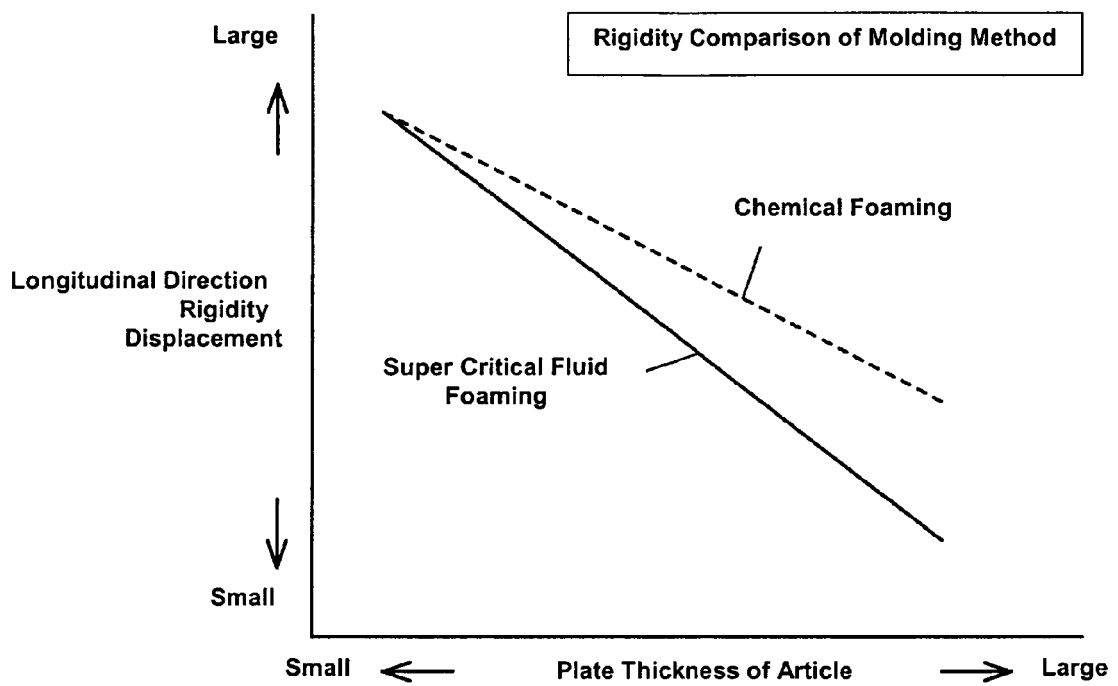 Rigidity Comparison of Molding Method
Large
Chemical Foaming
Longitudinal Direction
Rigidity
Displacement
Super Critical Fluid
Foaming
Small
Small
Plate Thickness of Article
Large